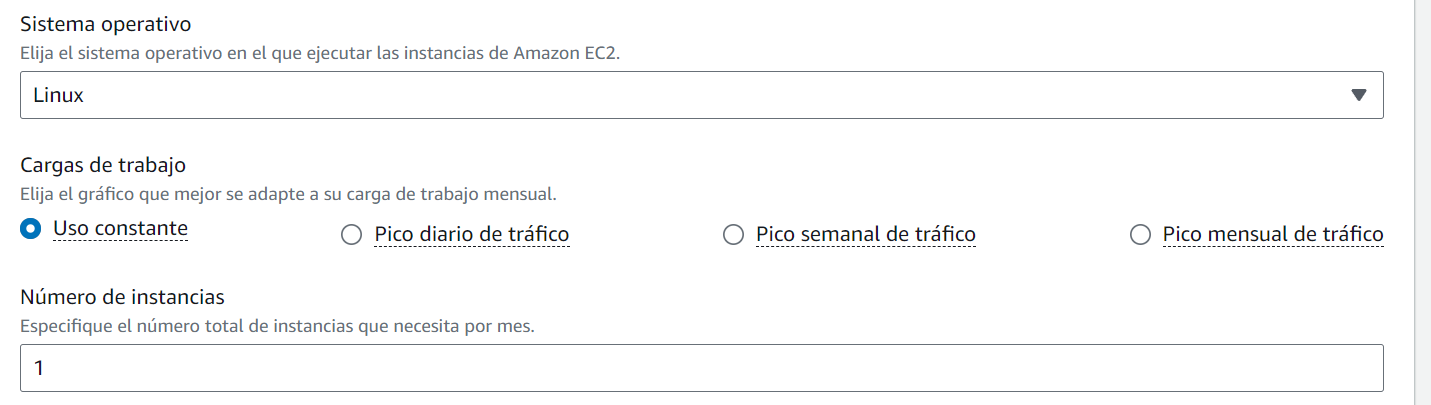 Sistema operativo
Elija el sistema operativo en el que ejecutar las instancias de Amazon EC2.
Linux
Cargas de trabajo
Elija el gráfico que mejor se adapte a su carga de trabajo mensual.
Uso constante
Pico diario de tráfico
Pico semanal de tráfico
Pico mensual de tráfico
Número de instancias
Especifique el número total de instancias que necesita por mes.
1